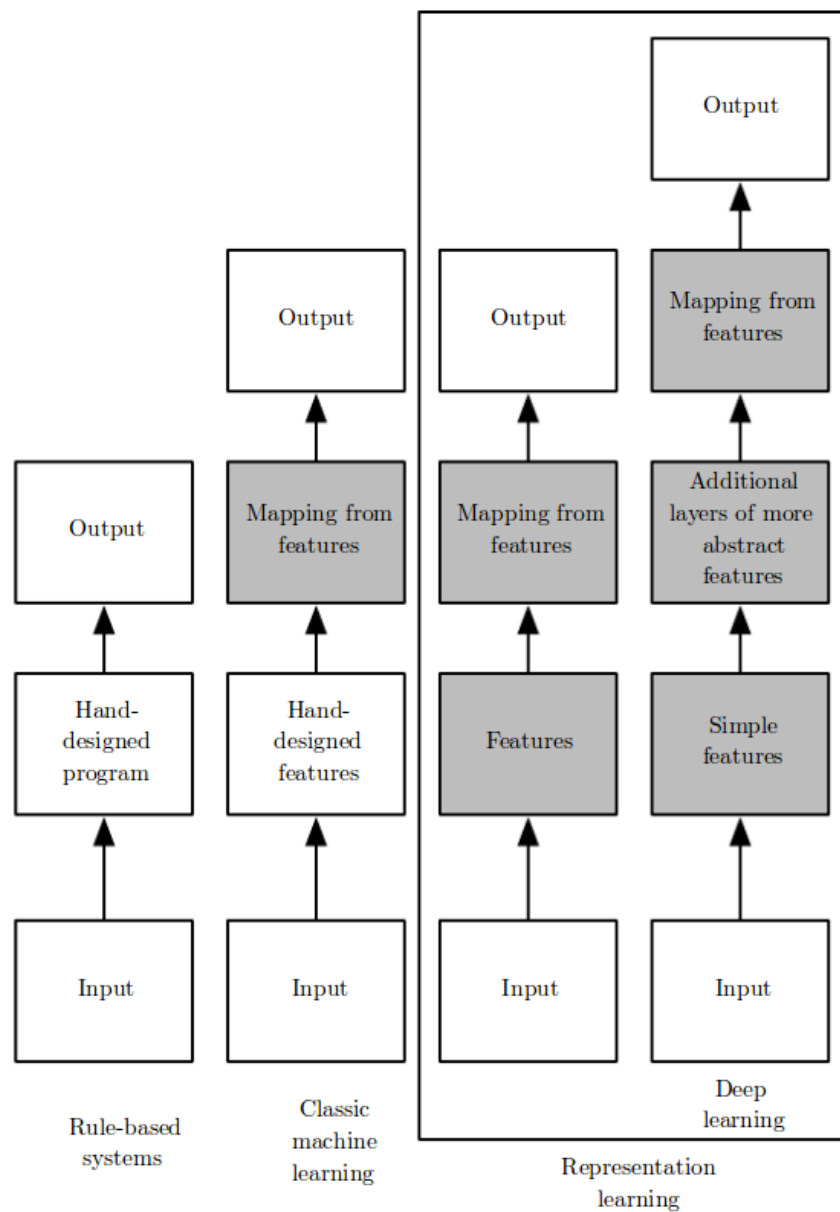 Output
Output
Output
Mapping from
features
Output
Mapping from
features
Mapping from
features
Additional
layers of more
abstract
features
Hand-
designed
program
Hand-
designed
features
Features
Simple
features
Input
Input
Input
Input
Rule-based
systems
Classic
machine
learning
Deep
learning
Representation
learning